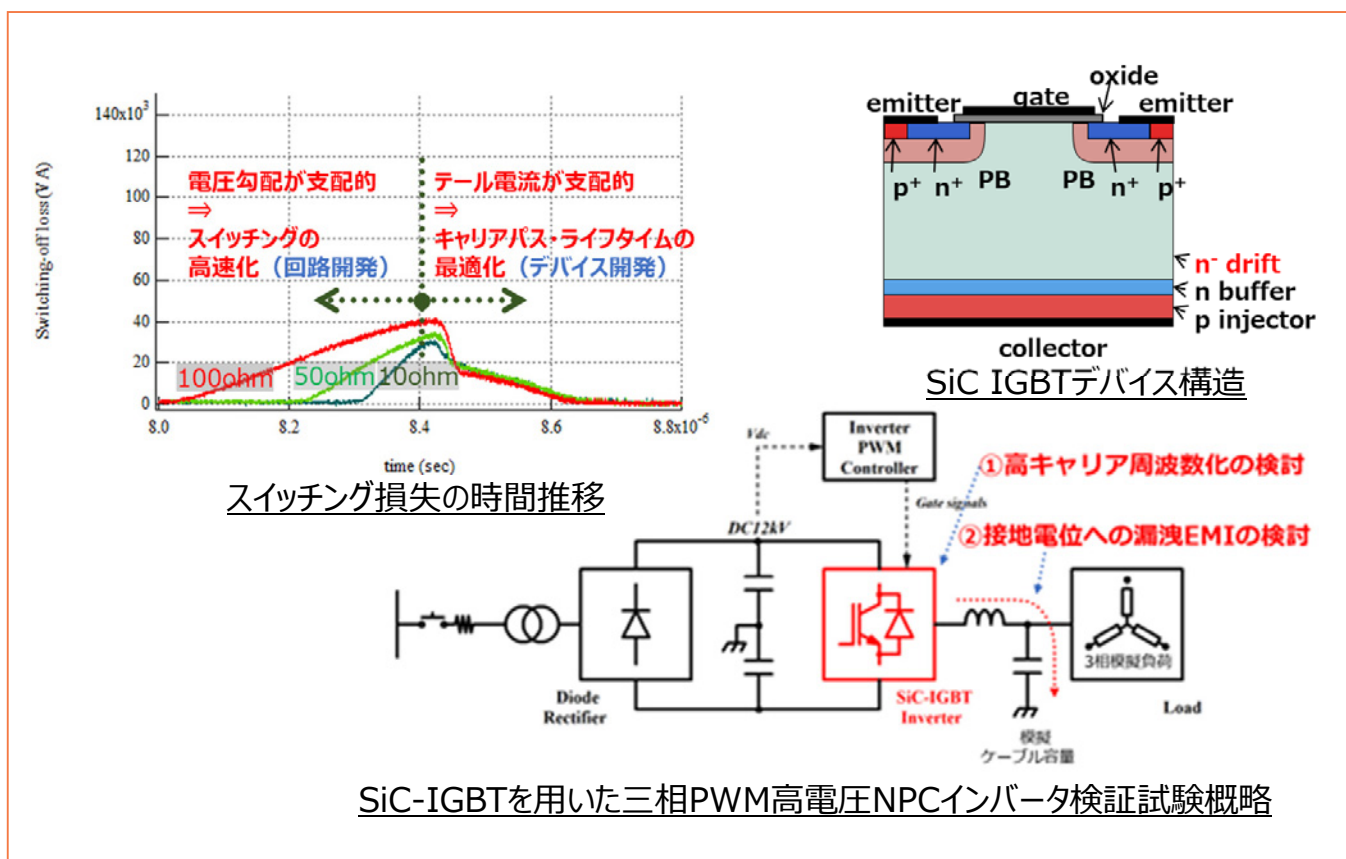 140x10³
120
100
80
60
40
20
0
Switching-off loss (V A)
8.0
8.2
8.4
8.6
8.8x10⁻⁶
time (sec)
電圧勾配が支配的
⇒
スイッチングの
高速化（回路開発）
テール電流が支配的
⇒
キャリアパス・ライフタイムの
最適化（デバイス開発）
100ohm
50ohm
10ohm
スイッチング損失の時間推移
oxide
emitter
gate
emitter
p⁺
n⁺
PB
PB
n⁺
p⁺
n⁻ drift
n buffer
p injector
collector
SiC IGBTデバイス構造
Vdc
Inverter
PWM
Controller
①高キャリア周波数化の検討
Gate signals
DC12kV
②接地電位への漏洩EMIの検討
Diode
Rectifier
SiC-IGBT
Inverter
3相模擬負荷
Load
模擬
ケーブル容量
SiC-IGBTを用いた三相PWM高電圧NPCインバータ検証試験概略